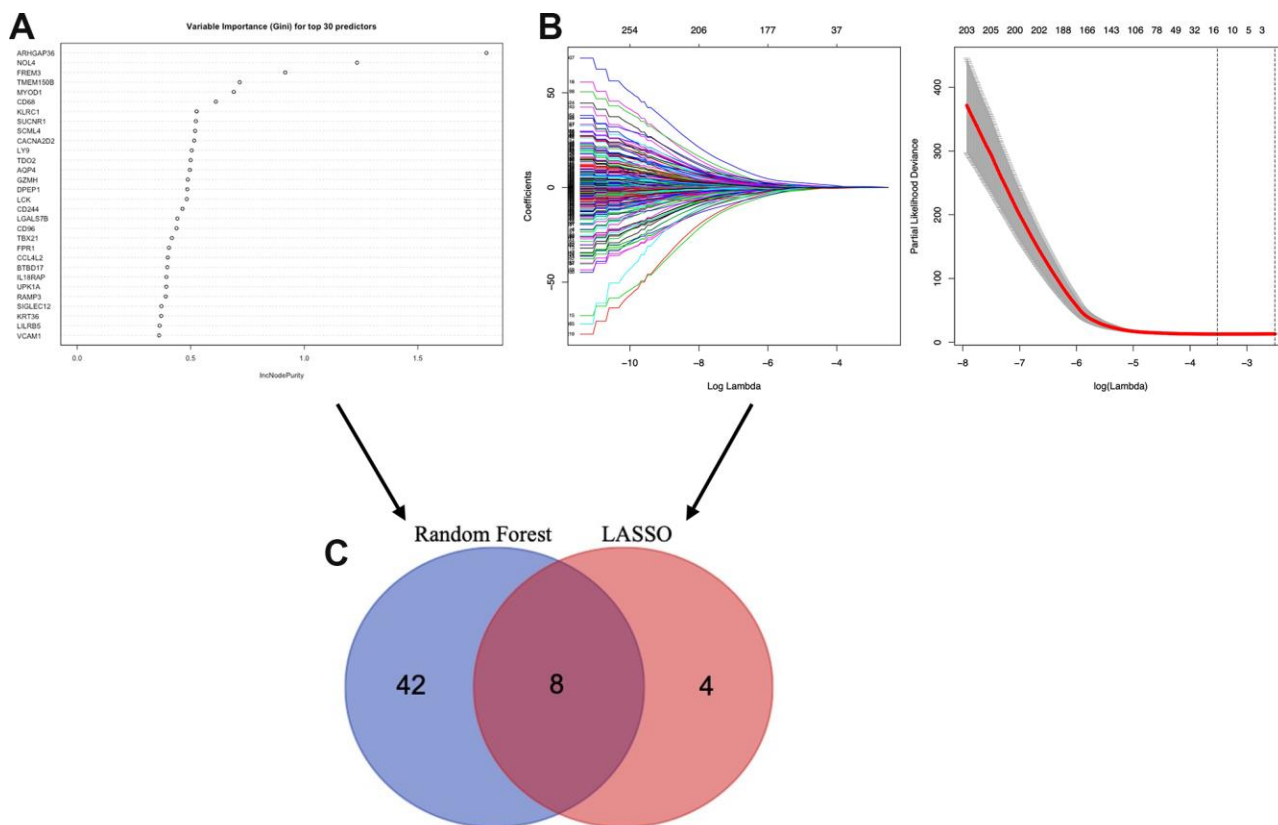 A
Variable Importance (Gini) for top 30 predictors
ARHGAP36
NOL4
FREM3
TMEM150B
MYOD1
CD68
KLRC1
SUCNR1
SCML4
CACNA2D2
LY9
TDO2
AQP4
GZMH
DPEP1
LCK
CD244
LGALS7B
CD96
TBX21
FPR1
CCL4L2
BTBD17
IL18RAP
UPK1A
RAMP3
SIGLEC12
KRT36
LILRB5
VCAM1
0.0 0.5 1.0 1.5
IncNodePurity
B
254 206 177 37
Coefficients
50
0
−50
−10 −8 −6 −4
Log Lambda
203 205 200 202 188 166 143 106 78 49 32 16 10 5 3
Partial Likelihood Deviance
400
300
200
100
0
−8 −7 −6 −5 −4 −3
log(Lambda)
C
Random Forest LASSO
42 8 4